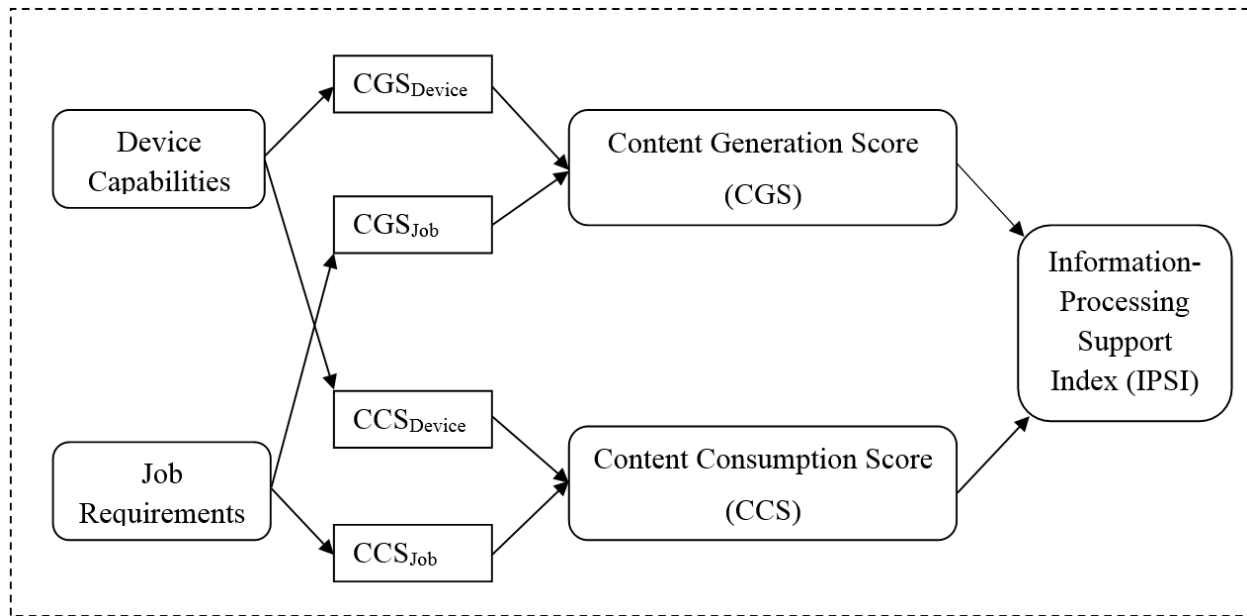 Device
Capabilities
Job
Requirements
CGSDevice
CGSJob
CCSDevice
CCSJob
Content Generation Score
(CGS)
Content Consumption Score
(CCS)
Information-
Processing
Support
Index (IPSI)